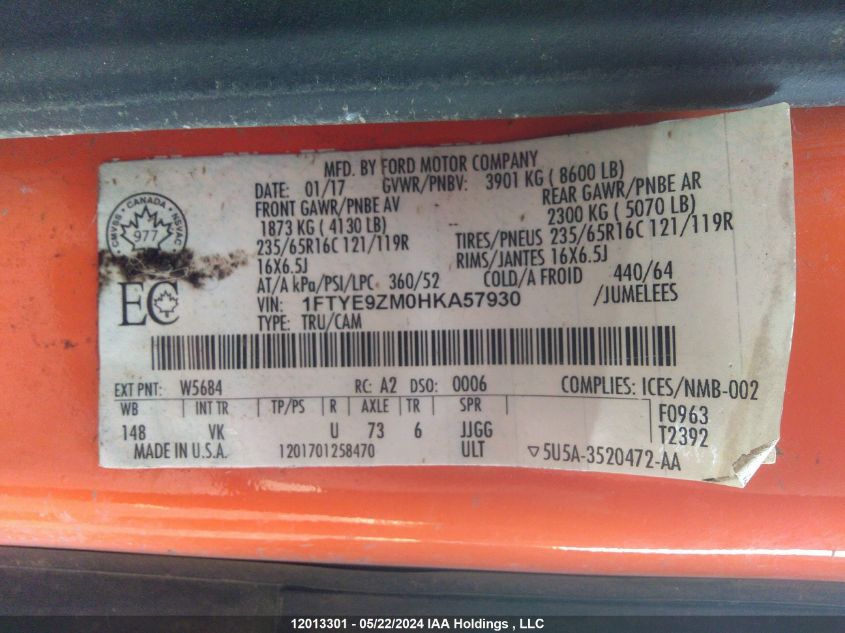 MFD. BY FORD MOTOR COMPANY
DATE: 01/17 GVWR/PNBV: 3901 KG ( 8600 LB)
FRONT GAWR/PNBE AV REAR GAWR/PNBE AR
1873 KG ( 4130 LB) 2300 KG ( 5070 LB)
235/65R16C 121/119R TIRES/PNEUS 235/65R16C 121/119R
16X6.5J RIMS/JANTES 16X6.5J
AT/A kPa/PSI/LPC 360/52 COLD/A FROID 440/64
VIN: 1FTYE9ZM0HKA57930 /JUMELEES
TYPE: TRU/CAM
CMVSS - CANADA - NSVAC
977
EC
EXT PNT: W5684 RC: A2 DSO: 0006 COMPLIES: ICES/NMB-002
WB INT TR TP/PS R AXLE TR SPR F0963
148 VK U 73 6 JJGG T2392
MADE IN U.S.A. 1201701258470 ULT ▽5U5A-3520472-AA
12013301 - 05/22/2024 IAA Holdings , LLC